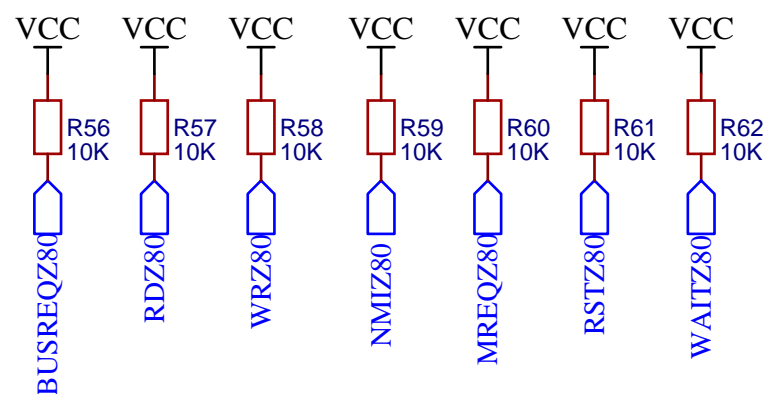 VCC VCC VCC VCC VCC VCC VCC
R56 R57 R58 R59 R60 R61 R62
10K 10K 10K 10K 10K 10K 10K
BUSREQZ80
RDZ80
WRZ80
NMIZ80
MREQZ80
RSTZ80
WAITZ80